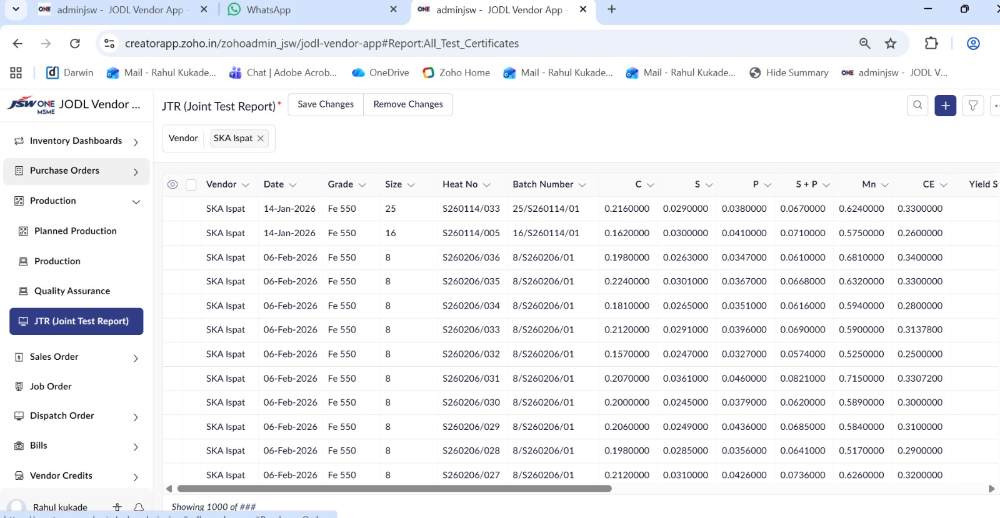 ONE adminjsw - JODL Vendor App -
WhatsApp
ONE adminjsw - JODL Vendor App -
creatorapp.zoho.in/zohoadmin_jsw/jodl-vendor-app#Report:All_Test_Certificates
Darwin
Mail - Rahul Kukade...
Chat | Adobe Acrob...
OneDrive
Zoho Home
Mail - Rahul Kukade...
Mail - Rahul Kukade...
Hide Summary
ONE adminjsw - JODL V...
JSW ONE MSME JODL Vendor ...
JTR (Joint Test Report)*
Save Changes
Remove Changes
Vendor SKA Ispat
Inventory Dashboards
Purchase Orders
Production
Planned Production
Production
Quality Assurance
JTR (Joint Test Report)
Sales Order
Job Order
Dispatch Order
Bills
Vendor Credits
Rahul kukade
Vendor Date Grade Size Heat No Batch Number C S P S + P Mn CE Yield S
SKA Ispat 14-Jan-2026 Fe 550 25 S260114/033 25/S260114/01 0.2160000 0.0290000 0.0380000 0.0670000 0.6240000 0.3300000
SKA Ispat 14-Jan-2026 Fe 550 16 S260114/005 16/S260114/01 0.1620000 0.0300000 0.0410000 0.0710000 0.5750000 0.2600000
SKA Ispat 06-Feb-2026 Fe 550 8 S260206/036 8/S260206/01 0.1980000 0.0263000 0.0347000 0.0610000 0.6810000 0.3400000
SKA Ispat 06-Feb-2026 Fe 550 8 S260206/035 8/S260206/01 0.2240000 0.0301000 0.0367000 0.0668000 0.6320000 0.3300000
SKA Ispat 06-Feb-2026 Fe 550 8 S260206/034 8/S260206/01 0.1810000 0.0265000 0.0351000 0.0616000 0.5940000 0.2800000
SKA Ispat 06-Feb-2026 Fe 550 8 S260206/033 8/S260206/01 0.2120000 0.0291000 0.0396000 0.0690000 0.5900000 0.3137800
SKA Ispat 06-Feb-2026 Fe 550 8 S260206/032 8/S260206/01 0.1570000 0.0247000 0.0327000 0.0574000 0.5250000 0.2500000
SKA Ispat 06-Feb-2026 Fe 550 8 S260206/031 8/S260206/01 0.2070000 0.0361000 0.0460000 0.0821000 0.7150000 0.3307200
SKA Ispat 06-Feb-2026 Fe 550 8 S260206/030 8/S260206/01 0.2000000 0.0245000 0.0379000 0.0620000 0.5890000 0.3000000
SKA Ispat 06-Feb-2026 Fe 550 8 S260206/029 8/S260206/01 0.2060000 0.0249000 0.0436000 0.0685000 0.5840000 0.3100000
SKA Ispat 06-Feb-2026 Fe 550 8 S260206/028 8/S260206/01 0.1980000 0.0285000 0.0356000 0.0641000 0.5170000 0.2900000
SKA Ispat 06-Feb-2026 Fe 550 8 S260206/027 8/S260206/01 0.2120000 0.0310000 0.0426000 0.0736000 0.6260000 0.3200000
Showing 1000 of ###